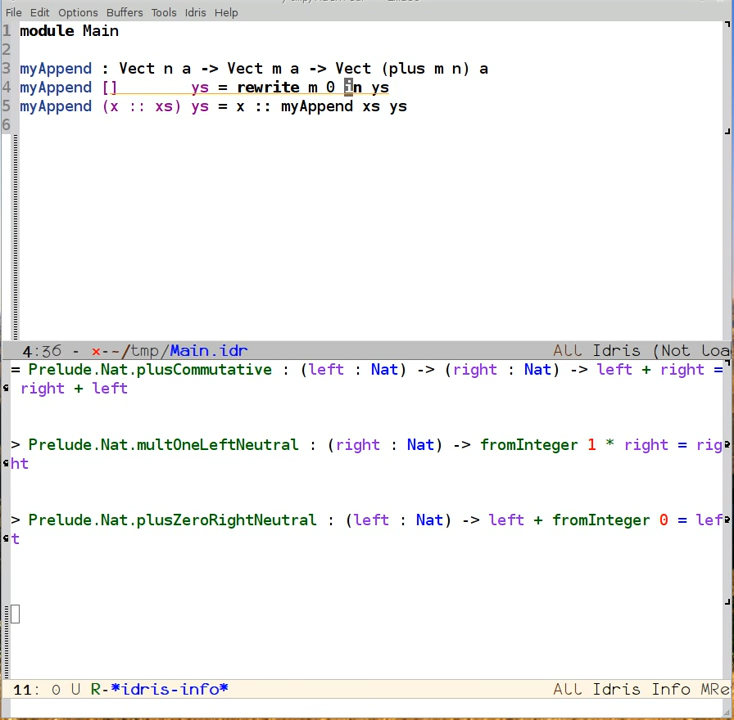 File Edit Options Buffers Tools Idris Help
1 module Main
2
3 myAppend : Vect n a -> Vect m a -> Vect (plus m n) a
4 myAppend [] ys = rewrite m 0 in ys
5 myAppend (x :: xs) ys = x :: myAppend xs ys
6
4:36 - ×--/tmp/Main.idr All Idris (Not Loa
= Prelude.Nat.plusCommutative : (left : Nat) -> (right : Nat) -> left + right =
right + left
> Prelude.Nat.multOneLeftNeutral : (right : Nat) -> fromInteger 1 * right = rig
ht
> Prelude.Nat.plusZeroRightNeutral : (left : Nat) -> left + fromInteger 0 = lef
t
11: 0 U R-*idris-info* All Idris Info MRe